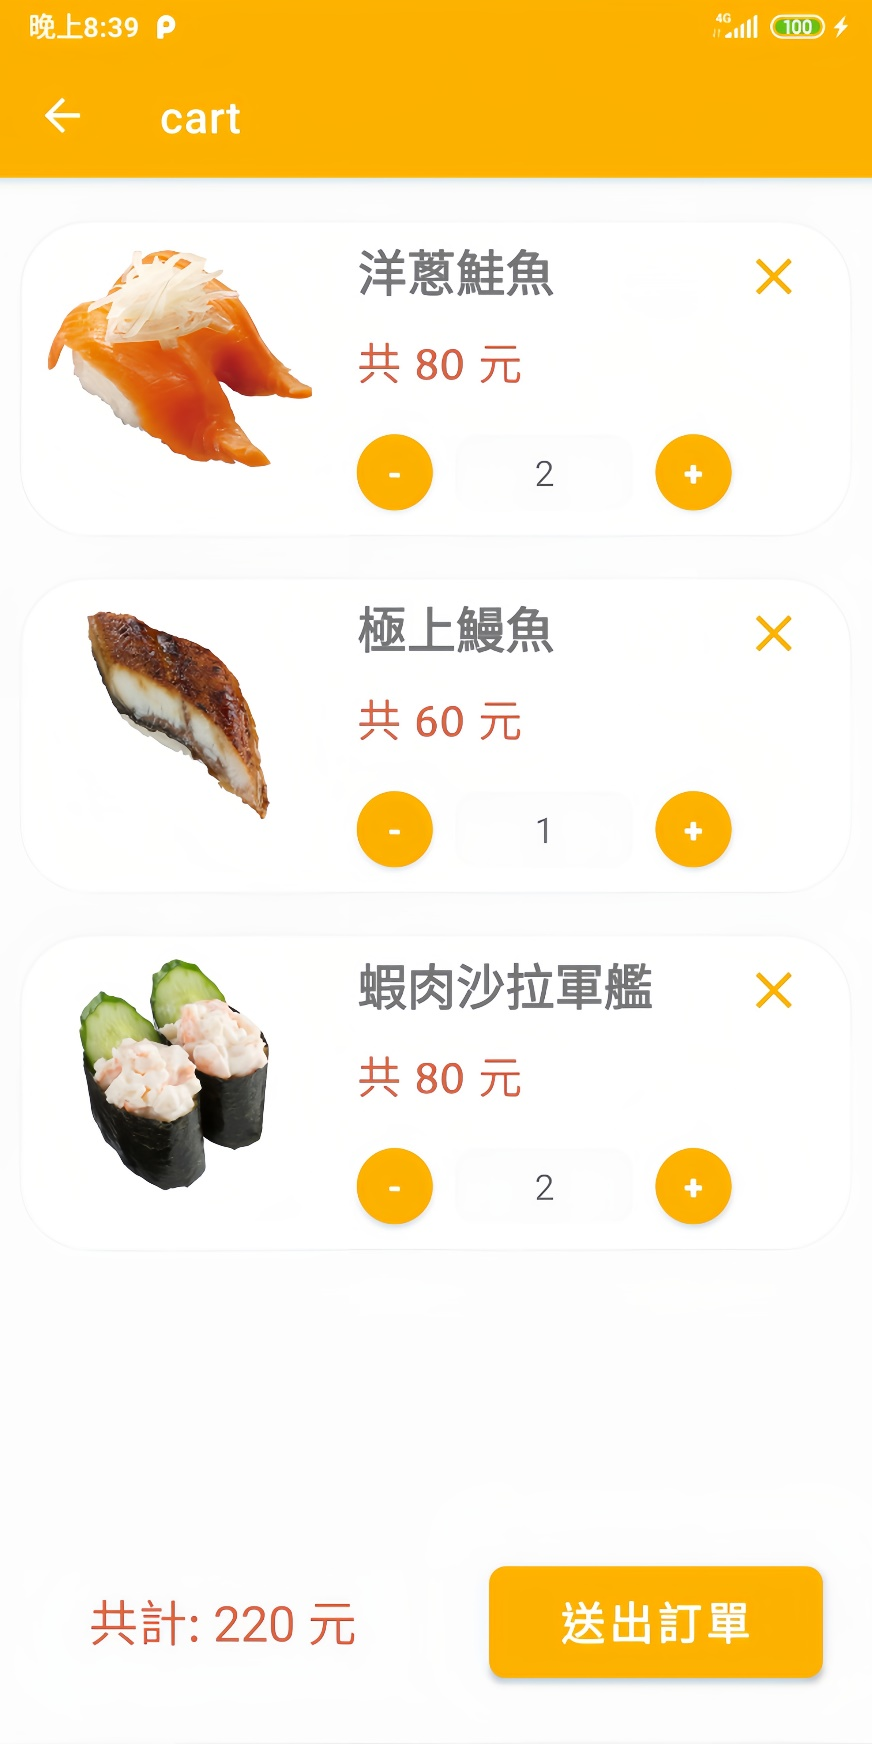 晚上8:39
4G 100
cart
洋蔥鮭魚
共 80 元
- 2 +
極上鰻魚
共 60 元
- 1 +
蝦肉沙拉軍艦
共 80 元
- 2 +
共計: 220 元
送出訂單